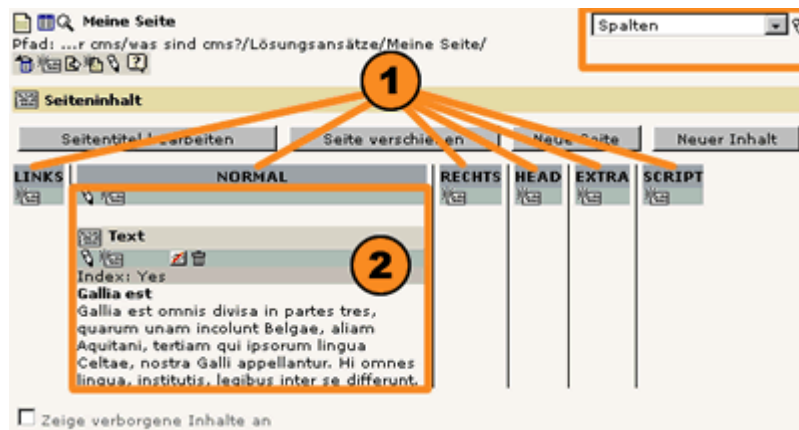 Meine Seite
Spalten
Pfad: ...r cms/was sind cms?/Lösungsansätze/Meine Seite/
1
Seiteninhalt
Seite verschieben
Neue Seite
Neuer Inhalt
LINKS
NORMAL
RECHTS
HEAD
EXTRA
SCRIPT
Text
2
Index: Yes
Gallia est
Gallia est omnis divisa in
partes tres,
quarum unam incolunt Belgae, aliam
Aquitani, tertiam qui ipsorum lingua
Celtae, nostra Galli appellantur. Hi omnes
lingua, institutis, legibus inter se differunt.
Zeige verborgene Inhalte an